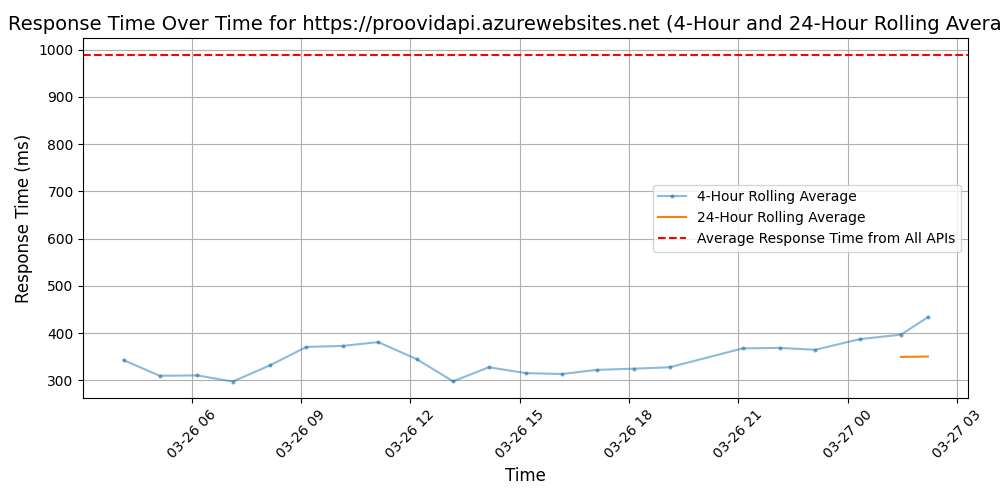 Response Time Over Time for https://proovidapi.azurewebsites.net (4-Hour and 24-Hour Rolling Avera
Response Time (ms)
1000
900
800
700
600
500
400
300
4-Hour Rolling Average
24-Hour Rolling Average
Average Response Time from All APIs
03-26 06
03-26 09
03-26 12
03-26 15
03-26 18
03-26 21
03-27 00
03-27 03
Time